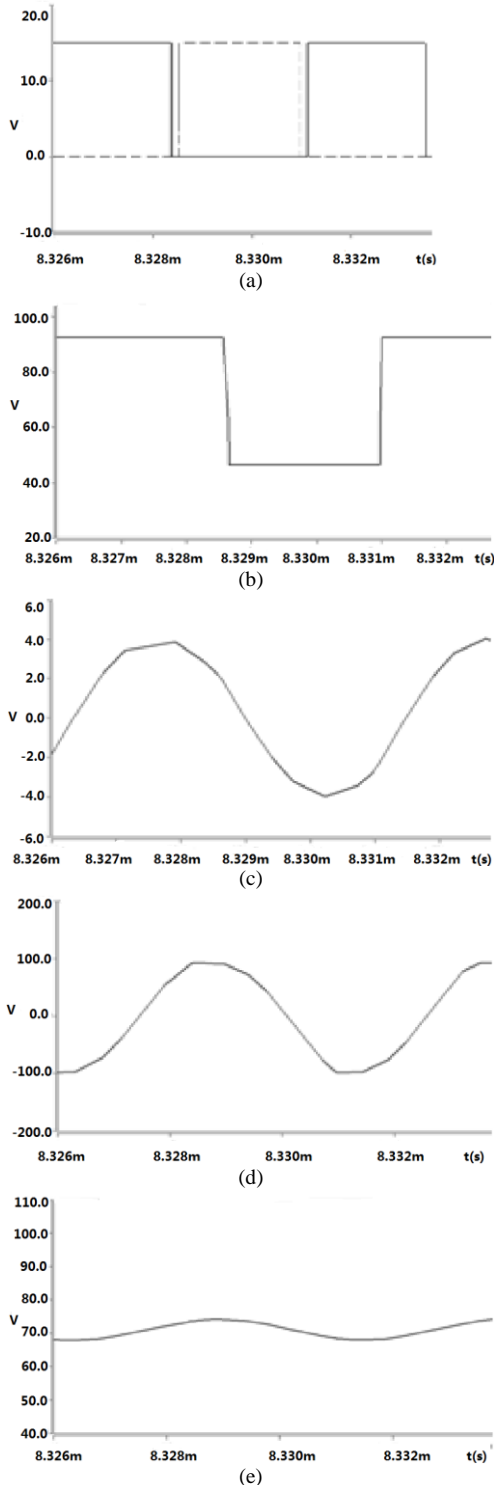 20.0
10.0
V
0.0
-10.0
8.326m 8.328m 8.330m 8.332m t(s)
(a)
100.0
80.0
V
60.0
40.0
20.0
8.326m 8.327m 8.328m 8.329m 8.330m 8.331m 8.332m t(s)
(b)
6.0
4.0
2.0
V 0.0
-2.0
-4.0
-6.0
8.326m 8.327m 8.328m 8.329m 8.330m 8.331m 8.332m t(s)
(c)
200.0
100.0
V 0.0
-100.0
-200.0
8.326m 8.328m 8.330m 8.332m t(s)
(d)
110.0
100.0
90.0
80.0
V
70.0
60.0
50.0
40.0
8.326m 8.328m 8.330m 8.332m t(s)
(e)